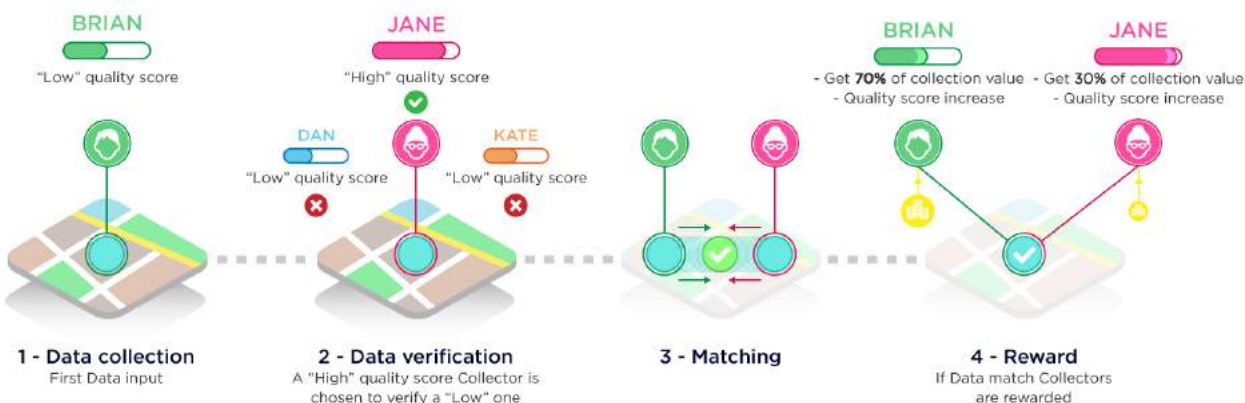 BRIAN
"Low" quality score
JANE
"High" quality score
DAN
"Low" quality score
KATE
"Low" quality score
BRIAN
- Get 70% of collection value
- Quality score increase
JANE
- Get 30% of collection value
- Quality score increase
1 - Data collection
First Data input
2 - Data verification
A "High" quality score Collector is
chosen to verify a "Low" one
3 - Matching
4 - Reward
If Data match Collectors
are rewarded